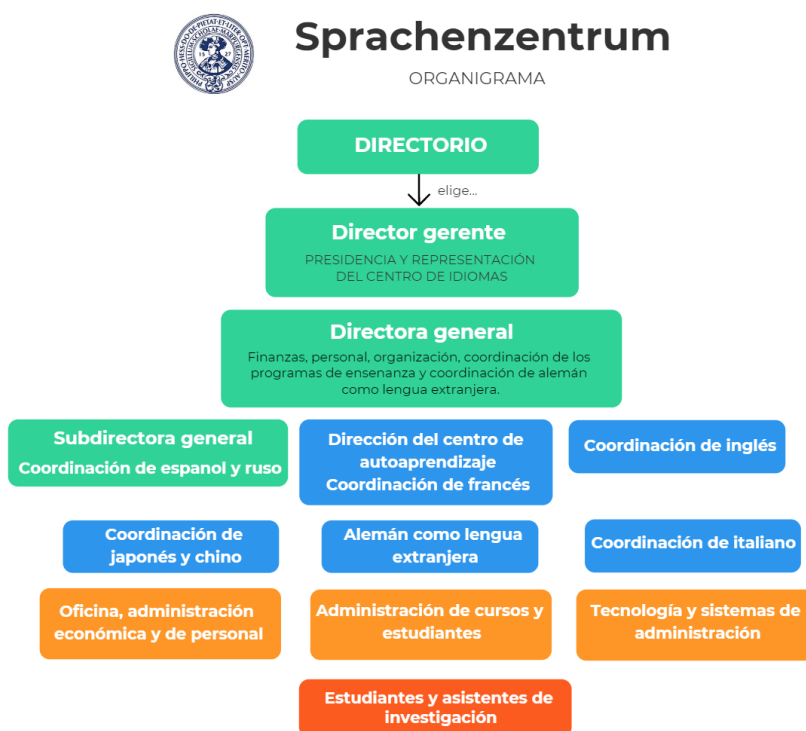 Sprachenzentrum
ORGANIGRAMA
DIRECTORIO
elige...
Director gerente
PRESIDENCIA Y REPRESENTACIÓN
DEL CENTRO DE IDIOMAS
Directora general
Finanzas, personal, organización, coordinación de los
programas de ensenanza y coordinación de alemán
como lengua extranjera.
Subdirectora general
Coordinación de espanol y ruso
Dirección del centro de
autoaprendizaje
Coordinación de francés
Coordinación de inglés
Coordinación de
japonés y chino
Alemán como lengua
extranjera
Coordinación de italiano
Oficina, administración
económica y de personal
Administración de cursos y
estudiantes
Tecnología y sistemas de
administración
Estudiantes y asistentes de
investigación